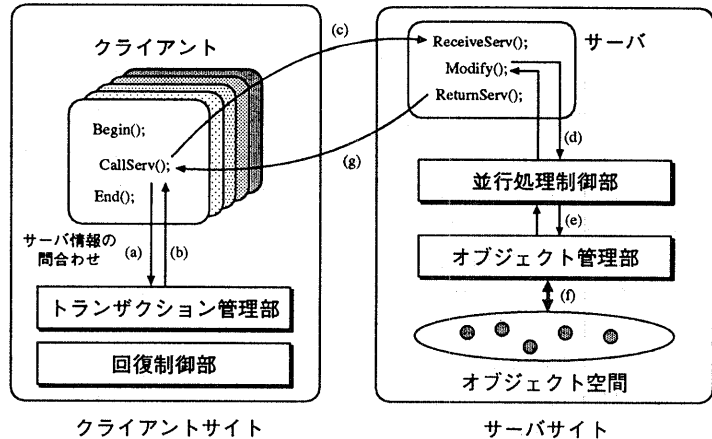 クライアント
Begin();
CallServ();
End();
サーバ情報の
問合わせ
(a)
(b)
トランザクション管理部
回復制御部
クライアントサイト
(c)
(g)
ReceiveServ();
Modify();
ReturnServ();
サーバ
(d)
並行処理制御部
(e)
オブジェクト管理部
(f)
オブジェクト空間
サーバサイト